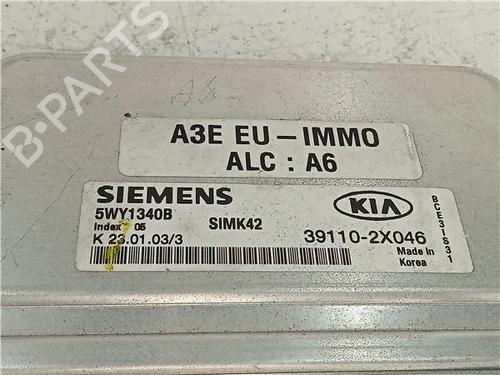 B-PARTS
A3E EU-IMMO
ALC : A6
SIEMENS
5WY1340B
Index 05
SIMK42
K 23.01.03/3
KIA
39110-2X046
Made In
Korea
BCE3IS31